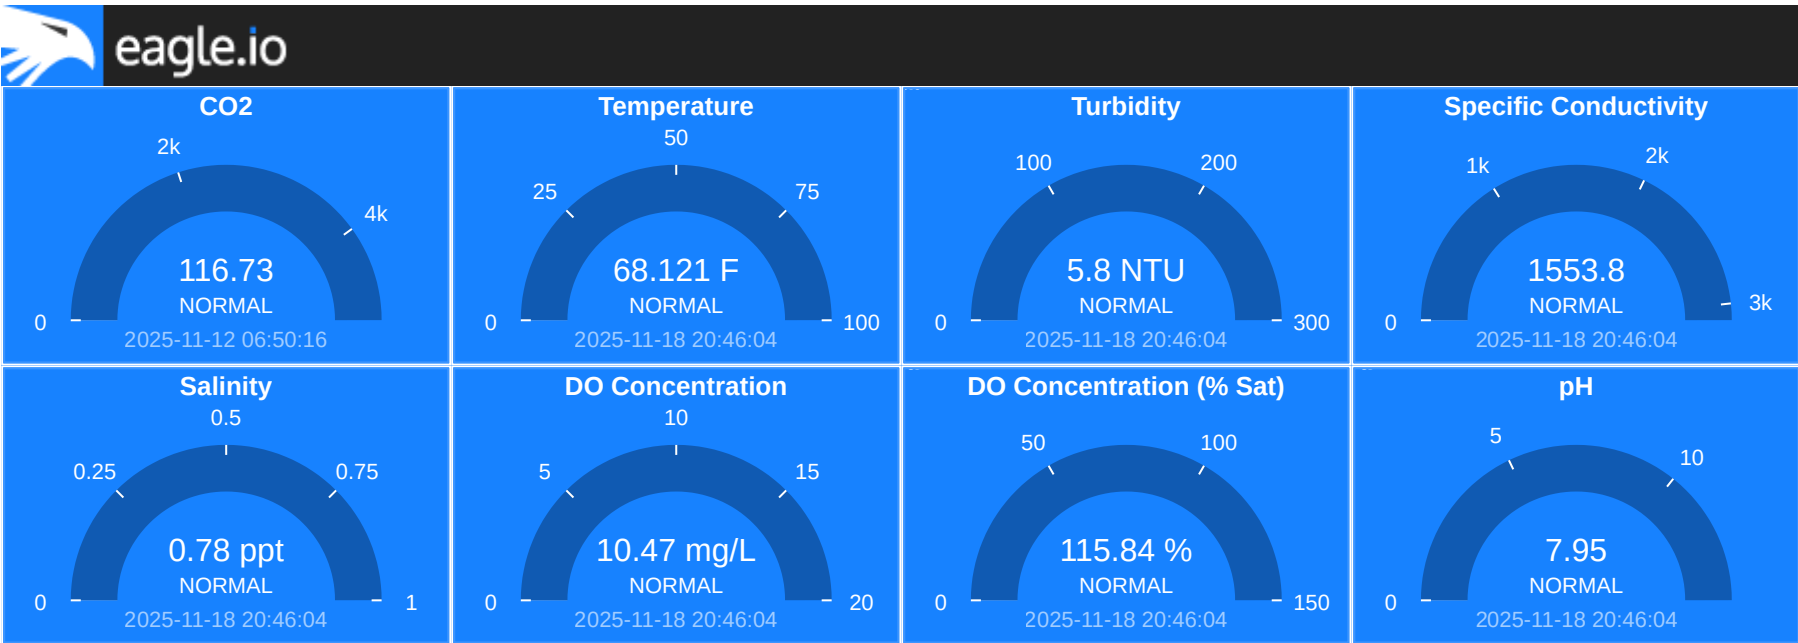 eagle.io
CO2
2k
4k
116.73
NORMAL
0
2025-11-12 06:50:16
Temperature
50
25
75
68.121 F
NORMAL
0
100
2025-11-18 20:46:04
Turbidity
100
200
5.8 NTU
NORMAL
0
300
2025-11-18 20:46:04
Specific Conductivity
1k
2k
1553.8
NORMAL
3k
0
2025-11-18 20:46:04
Salinity
0.5
0.25
0.75
0.78 ppt
NORMAL
0
1
2025-11-18 20:46:04
DO Concentration
10
5
15
10.47 mg/L
NORMAL
0
20
2025-11-18 20:46:04
DO Concentration (% Sat)
50
100
115.84 %
NORMAL
0
150
2025-11-18 20:46:04
pH
5
10
7.95
NORMAL
0
2025-11-18 20:46:04